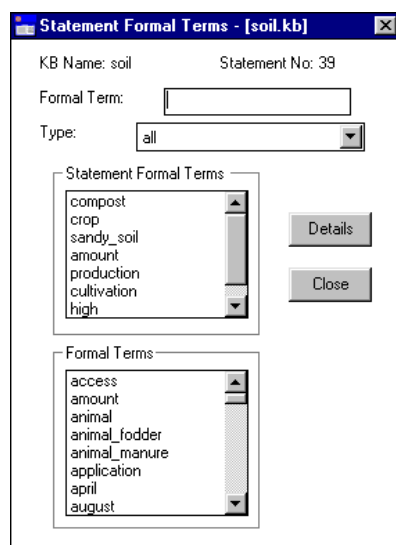 Statement Formal Terms - [soil.kb]
KB Name: soil Statement No: 39
Formal Term:
Type: all
Statement Formal Terms
compost
crop
sandy_soil
amount
production
cultivation
high
Details
Close
Formal Terms
access
amount
animal
animal_fodder
animal_manure
application
april
august